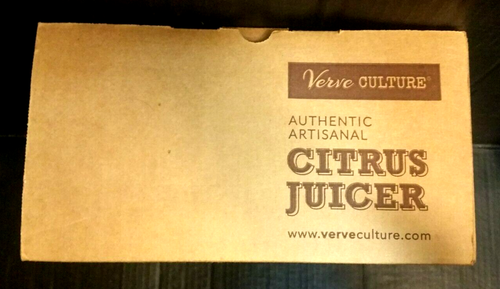 Verve CULTURE®
AUTHENTIC
ARTISANAL
CITRUS
JUICER
www.verveculture.com